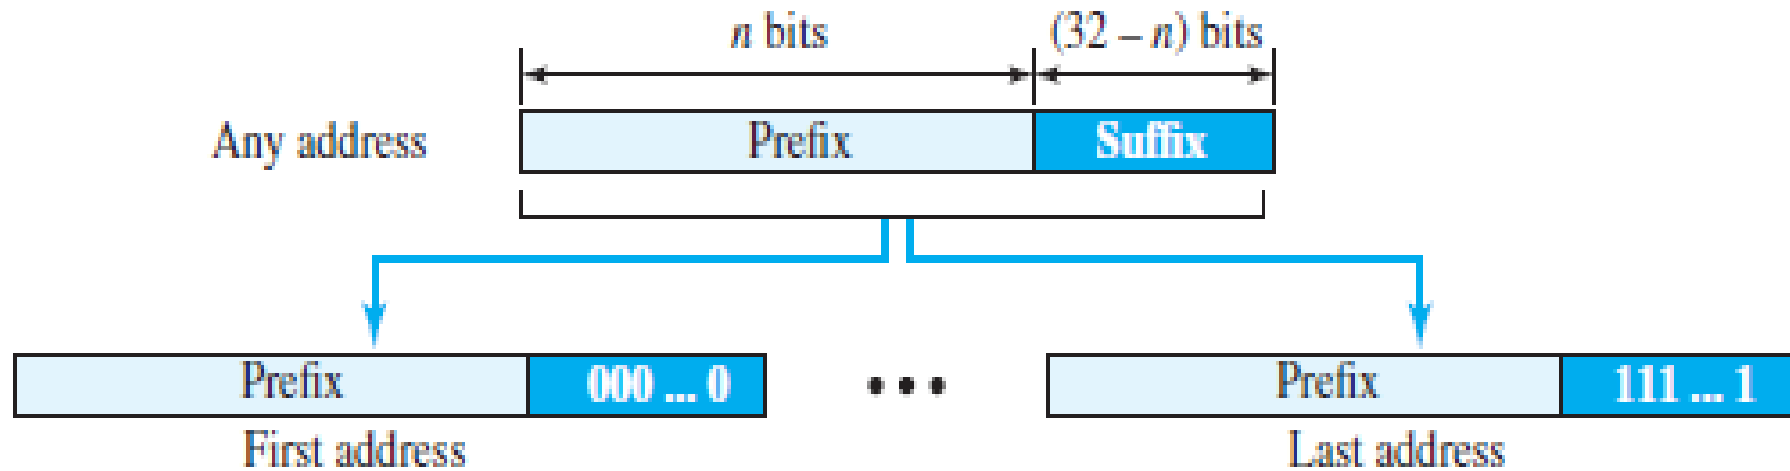 n bits (32 – n) bits
Any address Prefix Suffix
Prefix 000 ... 0 ••• Prefix 111 ... 1
First address Last address